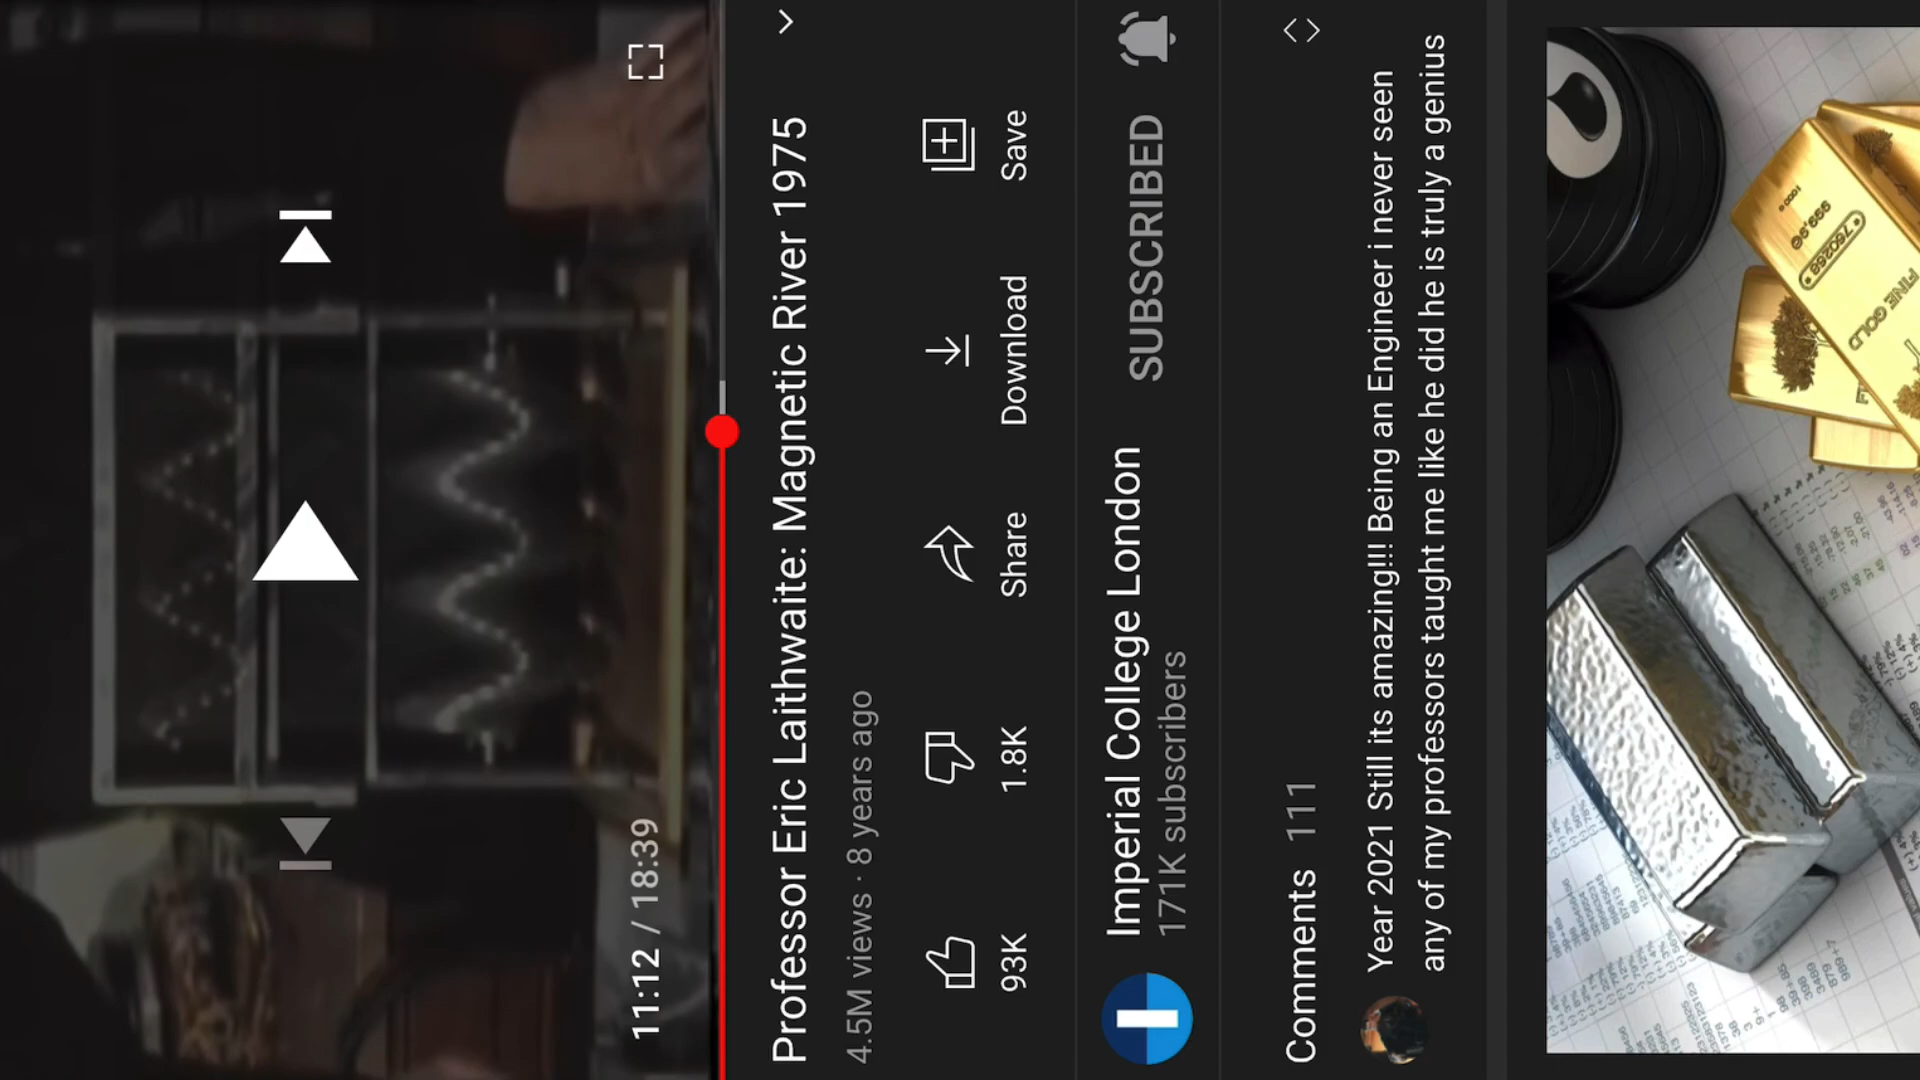 11:12 / 18:39
Professor Eric Laithwaite: Magnetic River 1975
4.5M views · 8 years ago
93K
1.8K
Share
Download
Save
Imperial College London
171K subscribers
SUBSCRIBED
Comments 111
Year 2021 Still its amazing!!! Being an Engineer i never seen
any of my professors taught me like he did he is truly a genius
7602688
999,9
FINE GOLD